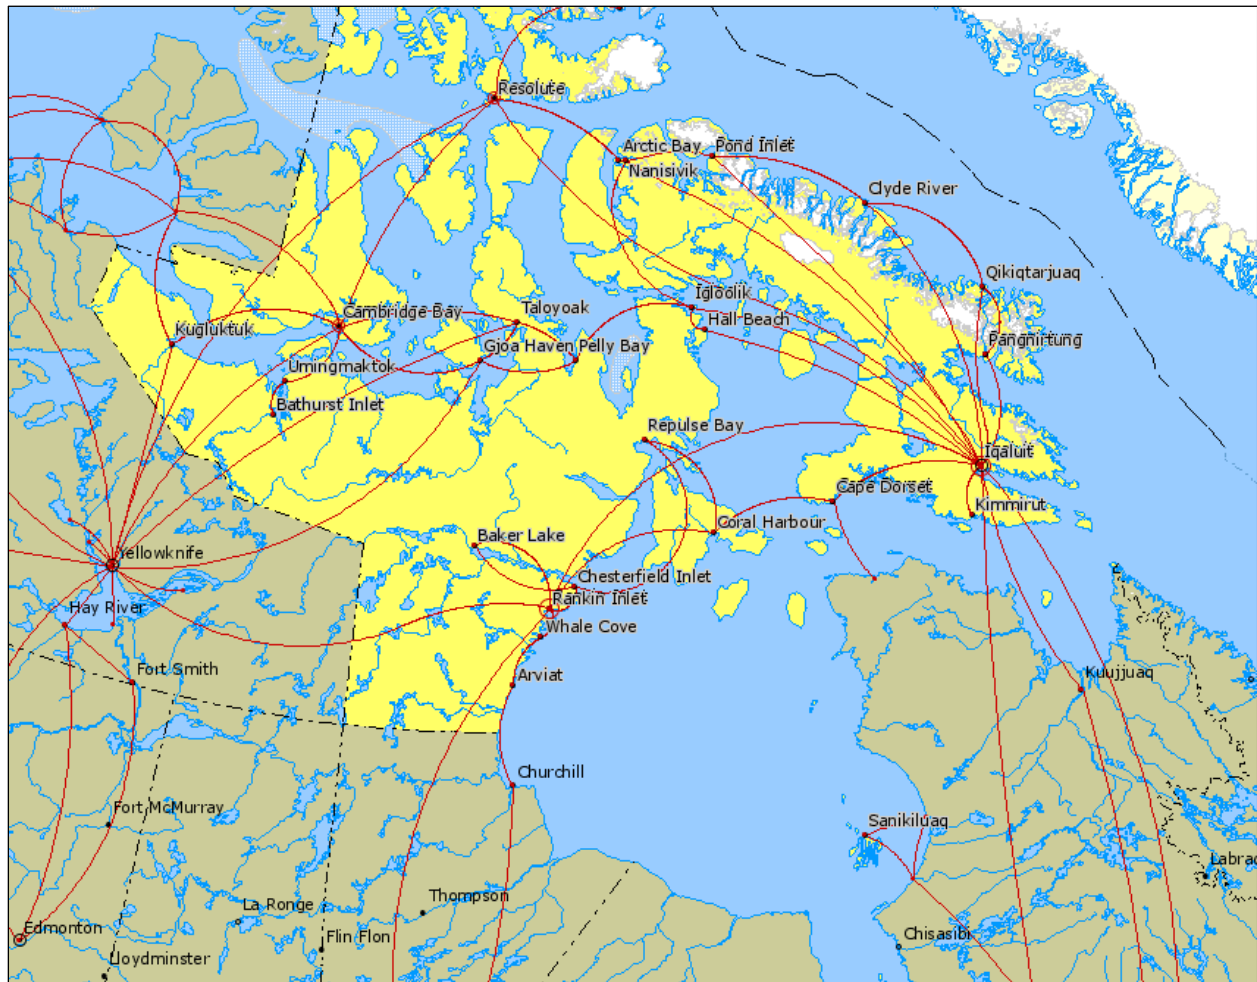 Resolute
Arctic Bay
Pond Inlet
Nanisivik
Clyde River
Qikiqtarjuaq
Igloolik
Cambridge Bay
Taloyoak
Hall Beach
Kugluktuk
Pangnirtung
Gjoa Haven
Pelly Bay
Umingmaktok
Bathurst Inlet
Repulse Bay
Iqaluit
Cape Dorset
Kimmirut
Coral Harbour
Baker Lake
Yellowknife
Chesterfield Inlet
Rankin Inlet
Hay River
Whale Cove
Fort Smith
Arviat
Kuujjuaq
Churchill
Fort McMurray
Sanikiluaq
Labra
Thompson
La Ronge
Edmonton
Flin Flon
Chisasibi
Lloydminster